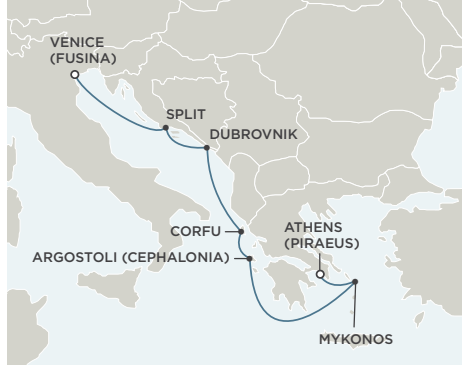 VENICE
(FUSINA)
SPLIT
DUBROVNIK
CORFU
ATHENS
(PIRAEUS)
ARGOSTOLI (CEPHALONIA)
MYKONOS